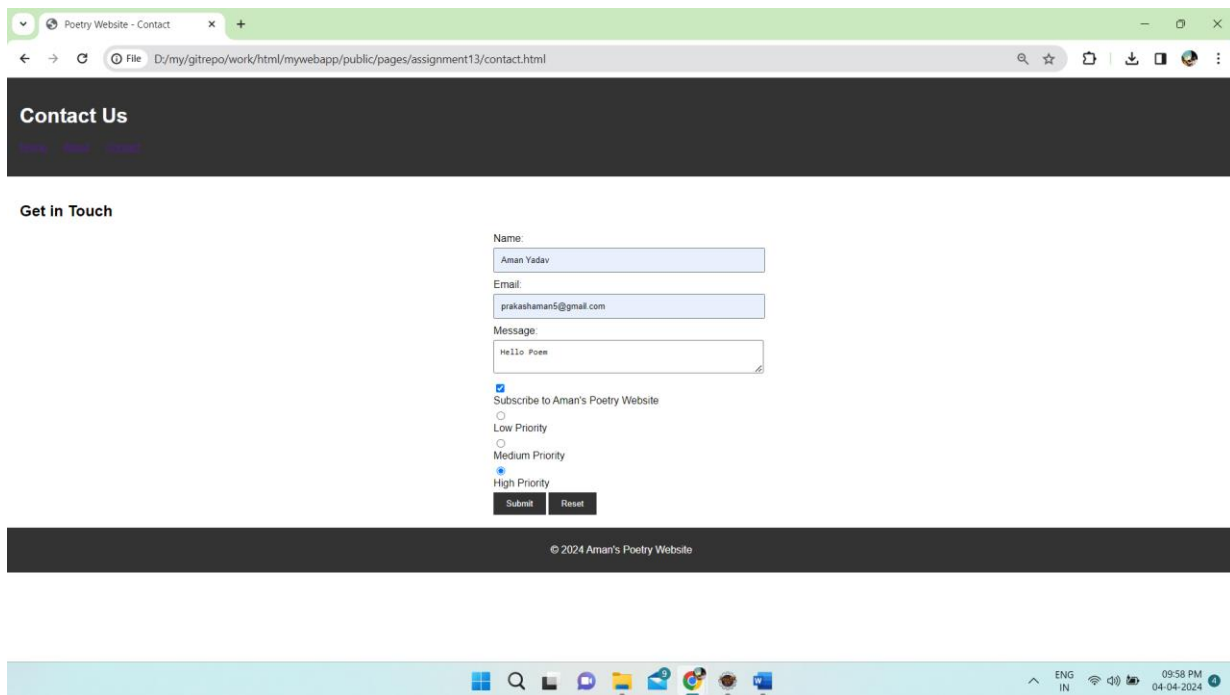 Poetry Website - Contact
File D:/my/gitrepo/work/html/mywebapp/public/pages/assignment13/contact.html
Contact Us
Get in Touch
Name:
Aman Yadav
Email:
prakashaman5@gmail.com
Message:
Hello Poem
Subscribe to Aman's Poetry Website
Low Priority
Medium Priority
High Priority
Submit Reset
© 2024 Aman's Poetry Website
9
ENG
IN
09:58 PM
04-04-2024
4